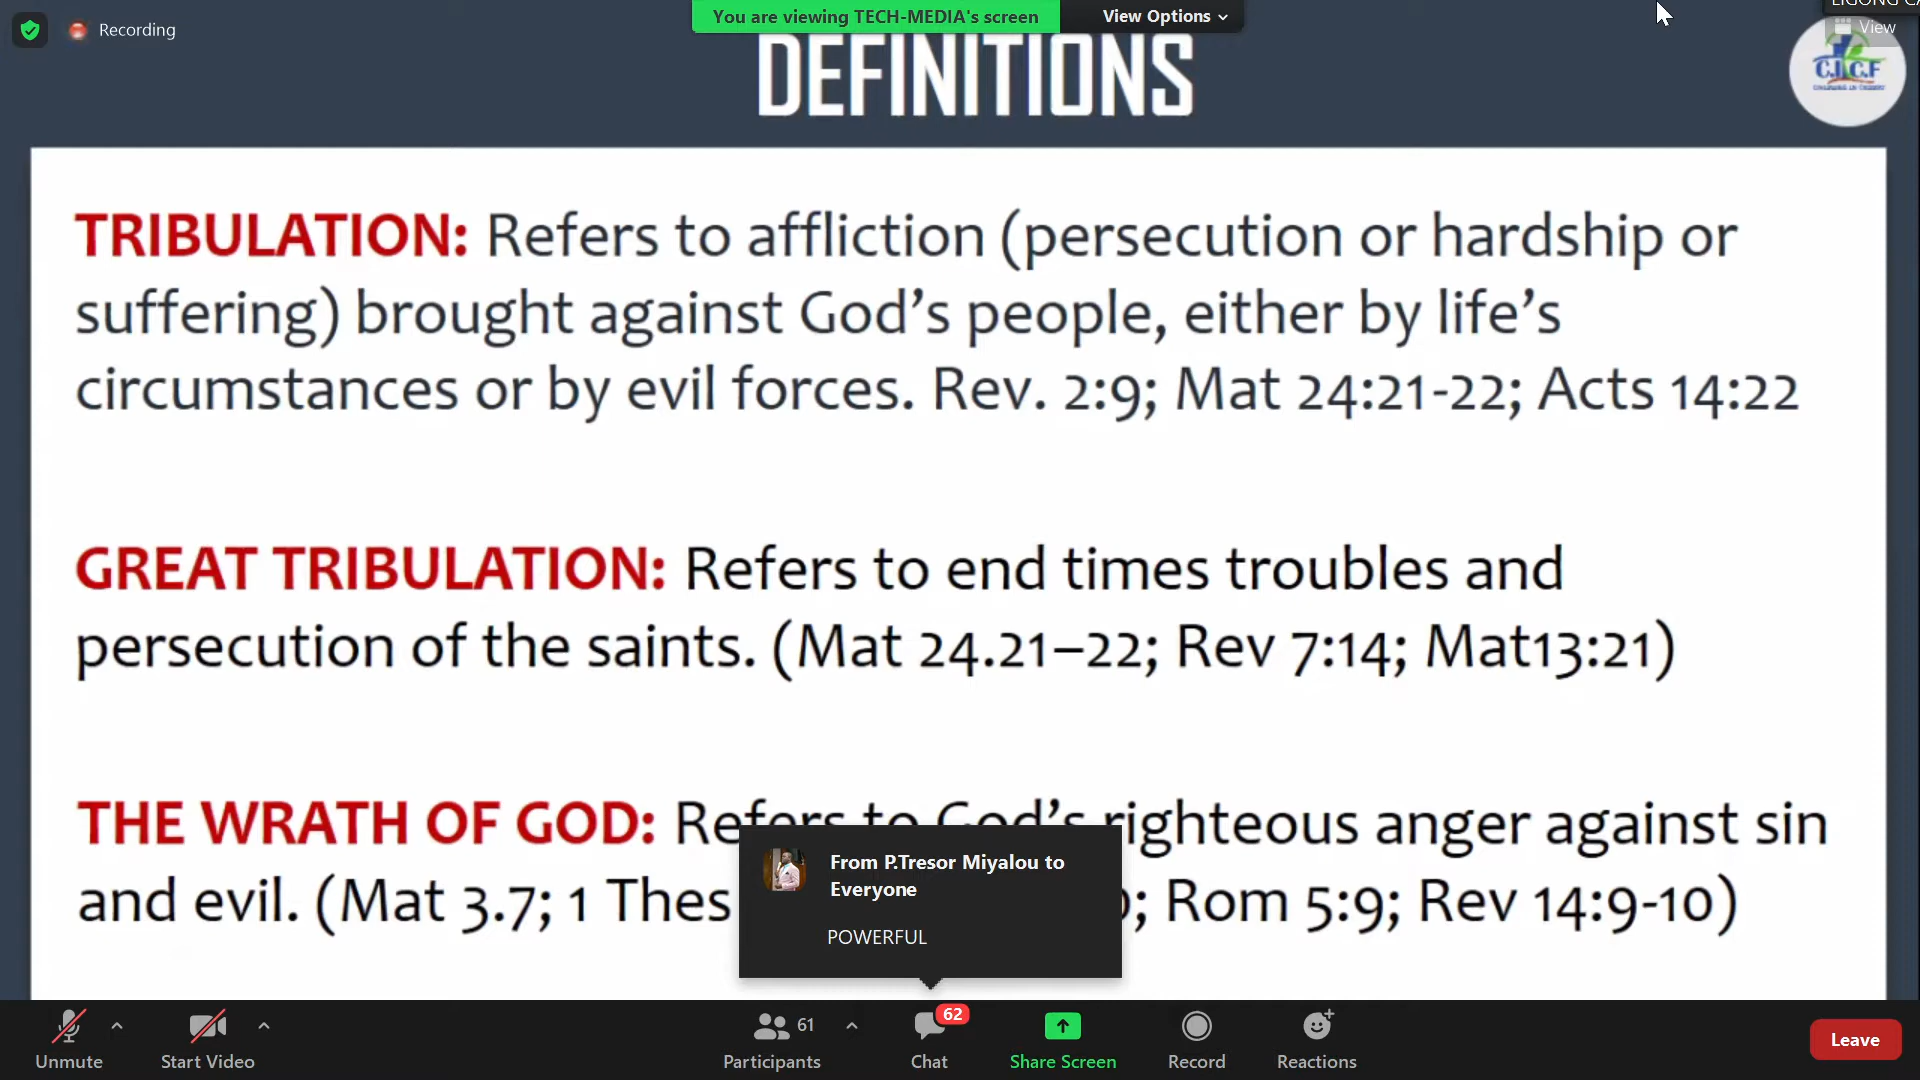 You are viewing TECH-MEDIA's screen
View Options
Recording
View
DEFINITIONS
C.I.C.F
TRIBULATION: Refers to affliction (persecution or hardship or
suffering) brought against God’s people, either by life’s
circumstances or by evil forces. Rev. 2:9; Mat 24:21-22; Acts 14:22
GREAT TRIBULATION: Refers to end times troubles and
persecution of the saints. (Mat 24.21–22; Rev 7:14; Mat13:21)
THE WRATH OF GOD: Refers to God’s righteous anger against sin
and evil. (Mat 3.7; 1 Thes ; Rom 5:9; Rev 14:9-10)
From P.Tresor Miyalou to
Everyone
POWERFUL
61
62
Unmute
Start Video
Participants
Chat
Share Screen
Record
Reactions
Leave